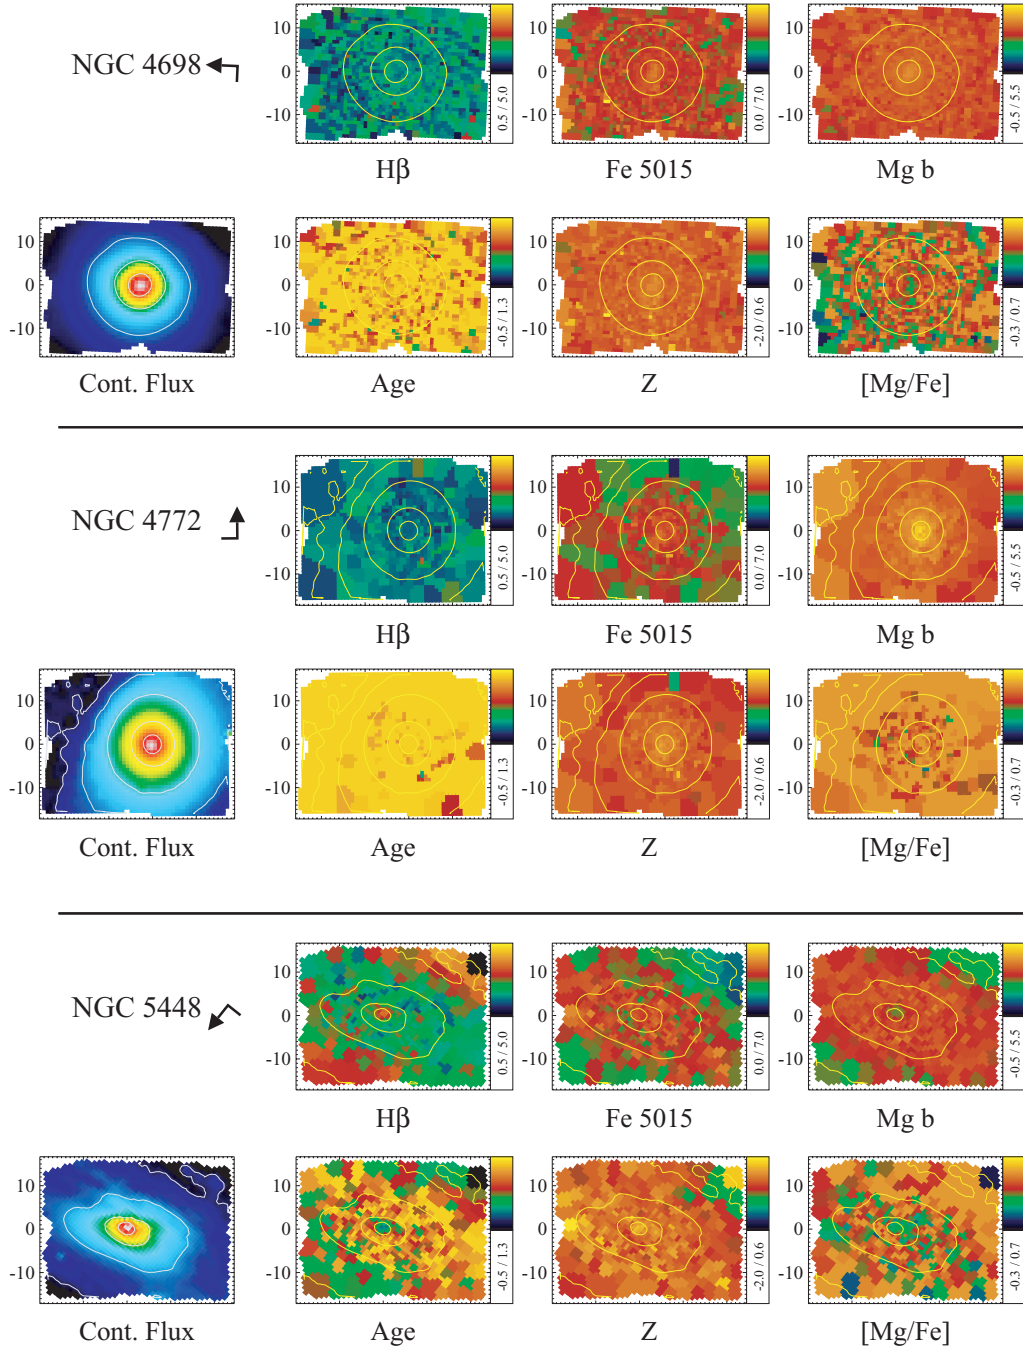 10
0
-10
0.5 / 5.0
10
0
-10
0.0 / 7.0
10
0
-10
-0.5 / 5.5
NGC 4698
Hβ
Fe 5015
Mg b
10
0
-10
10
0
-10
-0.5 / 1.3
10
0
-10
-2.0 / 0.6
10
0
-10
-0.3 / 0.7
Cont. Flux
Age
Z
[Mg/Fe]
10
0
-10
0.5 / 5.0
10
0
-10
0.0 / 7.0
10
0
-10
-0.5 / 5.5
NGC 4772
Hβ
Fe 5015
Mg b
10
0
-10
10
0
-10
-0.5 / 1.3
10
0
-10
-2.0 / 0.6
10
0
-10
-0.3 / 0.7
Cont. Flux
Age
Z
[Mg/Fe]
10
0
-10
0.5 / 5.0
10
0
-10
0.0 / 7.0
10
0
-10
-0.5 / 5.5
NGC 5448
Hβ
Fe 5015
Mg b
10
0
-10
10
0
-10
-0.5 / 1.3
10
0
-10
-2.0 / 0.6
10
0
-10
-0.3 / 0.7
Cont. Flux
Age
Z
[Mg/Fe]